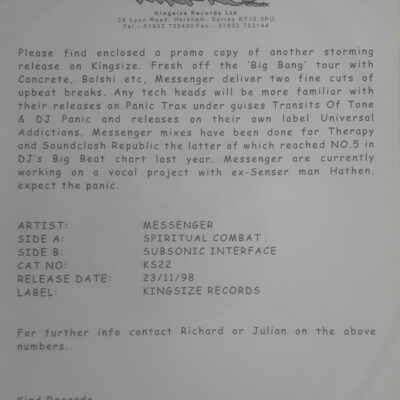 Kingsize Records Ltd
26 Lyon Road, Hersham, Surrey KT12 3PU
Tel:- 01932 700400 Fax:- 01932 702144
Please find enclosed a promo copy of another storming
release on Kingsize. Fresh off the 'Big Bang' tour with
Concrete, Bolshi etc, Messenger deliver two fine cuts of
upbeat breaks. Any tech heads will be more familiar with
their releases on Panic Trax under guises Transits Of Tone
& DJ Panic and releases on their own label Universal
Addictions. Messenger mixes have been done for Therapy
and Soundclash Republic the latter of which reached NO.5 in
DJ's Big Beat chart last year. Messenger are currently
working on a vocal project with ex-Senser man Hathen,
expect the panic.
ARTIST: MESSENGER
SIDE A: SPIRITUAL COMBAT
SIDE B: SUBSONIC INTERFACE
CAT NO: KS22
RELEASE DATE: 23/11/98
LABEL: KINGSIZE RECORDS
For further info contact Richard or Julian on the above
numbers.